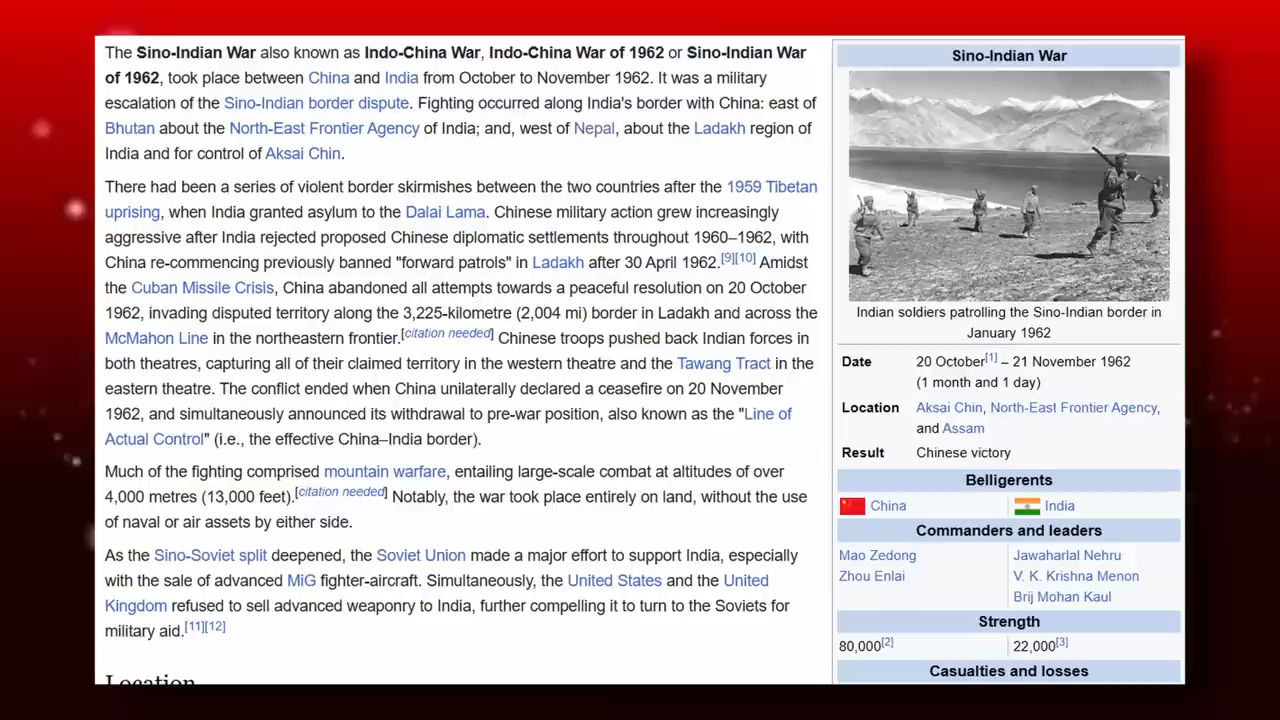 The Sino-Indian War also known as Indo-China War, Indo-China War of 1962 or Sino-Indian War
of 1962, took place between China and India from October to November 1962. It was a military
escalation of the Sino-Indian border dispute. Fighting occurred along India's border with China: east of
Bhutan about the North-East Frontier Agency of India; and, west of Nepal, about the Ladakh region of
India and for control of Aksai Chin.
There had been a series of violent border skirmishes between the two countries after the 1959 Tibetan
uprising, when India granted asylum to the Dalai Lama. Chinese military action grew increasingly
aggressive after India rejected proposed Chinese diplomatic settlements throughout 1960–1962, with
China re-commencing previously banned "forward patrols" in Ladakh after 30 April 1962.[9][10] Amidst
the Cuban Missile Crisis, China abandoned all attempts towards a peaceful resolution on 20 October
1962, invading disputed territory along the 3,225-kilometre (2,004 mi) border in Ladakh and across the
McMahon Line in the northeastern frontier.[citation needed] Chinese troops pushed back Indian forces in
both theatres, capturing all of their claimed territory in the western theatre and the Tawang Tract in the
eastern theatre. The conflict ended when China unilaterally declared a ceasefire on 20 November
1962, and simultaneously announced its withdrawal to pre-war position, also known as the "Line of
Actual Control" (i.e., the effective China–India border).
Much of the fighting comprised mountain warfare, entailing large-scale combat at altitudes of over
4,000 metres (13,000 feet).[citation needed] Notably, the war took place entirely on land, without the use
of naval or air assets by either side.
As the Sino-Soviet split deepened, the Soviet Union made a major effort to support India, especially
with the sale of advanced MiG fighter-aircraft. Simultaneously, the United States and the United
Kingdom refused to sell advanced weaponry to India, further compelling it to turn to the Soviets for
military aid.[11][12]
Location
Sino-Indian War
Indian soldiers patrolling the Sino-Indian border in
January 1962
Date 20 October[1] – 21 November 1962
(1 month and 1 day)
Location Aksai Chin, North-East Frontier Agency,
and Assam
Result Chinese victory
Belligerents
China India
Commanders and leaders
Mao Zedong Jawaharlal Nehru
Zhou Enlai V. K. Krishna Menon
Brij Mohan Kaul
Strength
80,000[2] 22,000[3]
Casualties and losses